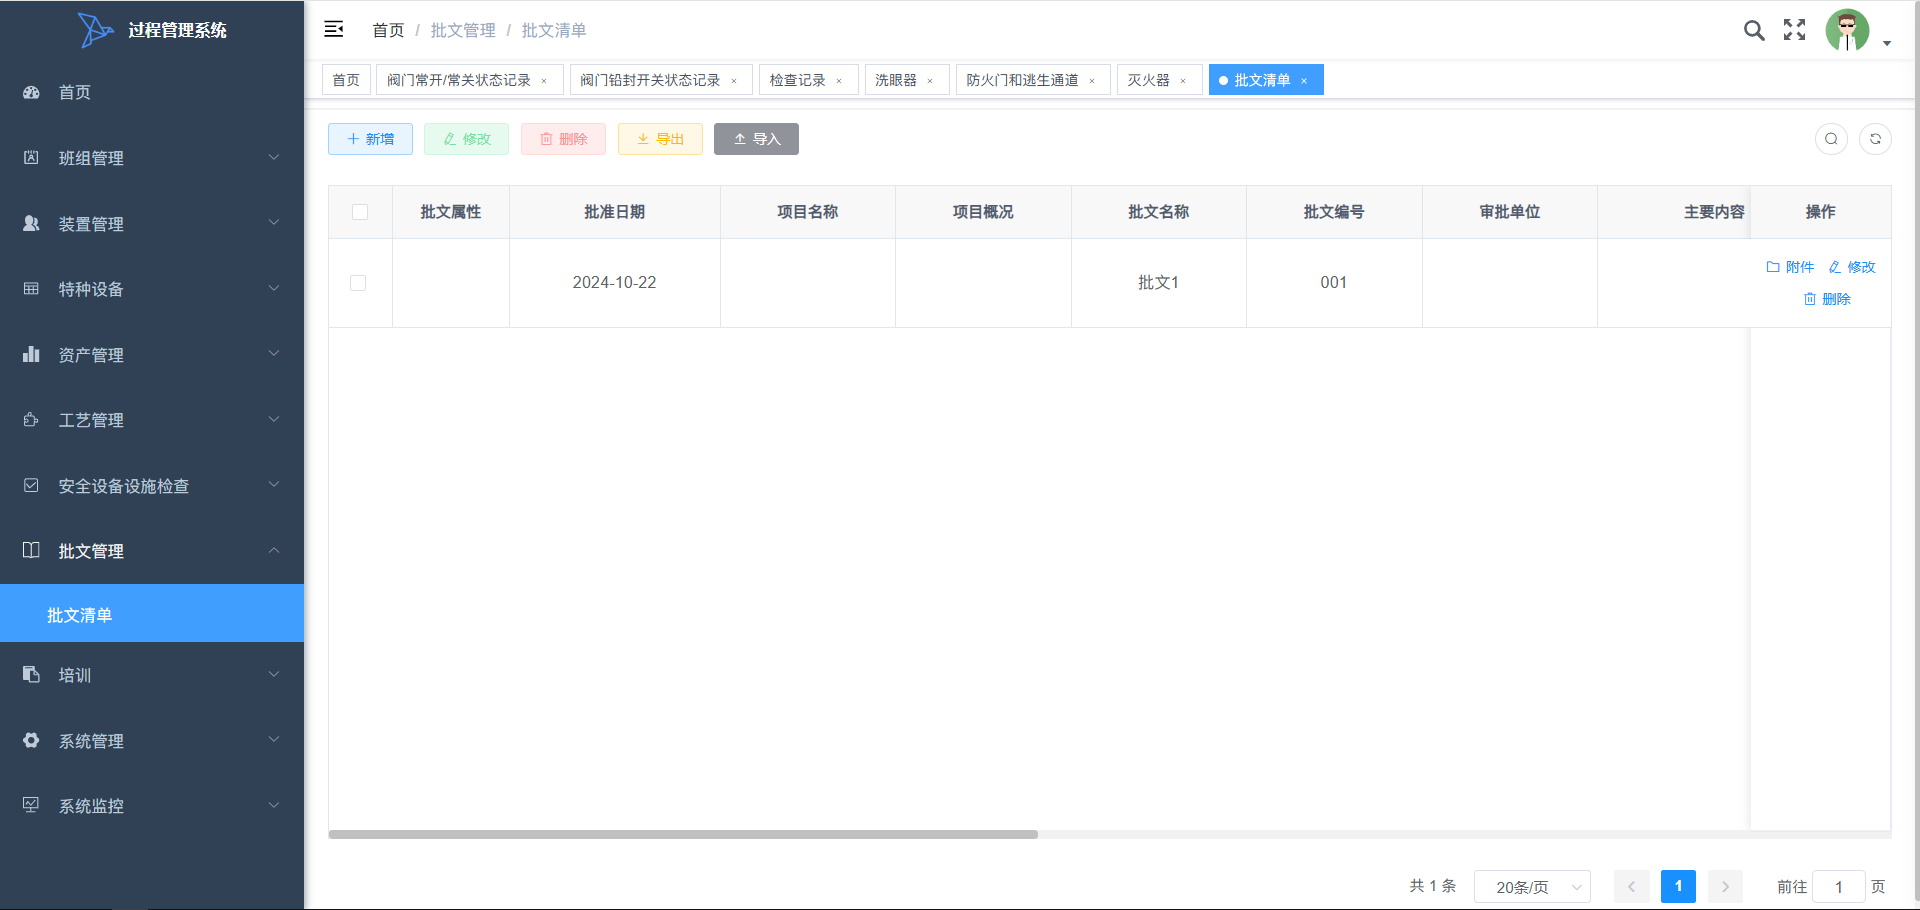 过程管理系统
首页
班组管理
装置管理
特种设备
资产管理
工艺管理
安全设备设施检查
批文管理
批文清单
培训
系统管理
系统监控
首页 / 批文管理 / 批文清单
首页 阀门常开/常关状态记录 × 阀门铅封开关状态记录 × 检查记录 × 洗眼器 × 防火门和逃生通道 × 灭火器 × 批文清单 ×
新增 修改 删除 导出 导入
批文属性 批准日期 项目名称 项目概况 批文名称 批文编号 审批单位 主要内容 操作
2024-10-22 批文1 001 附件 修改
删除
共 1 条 20条/页 1 前往 1 页